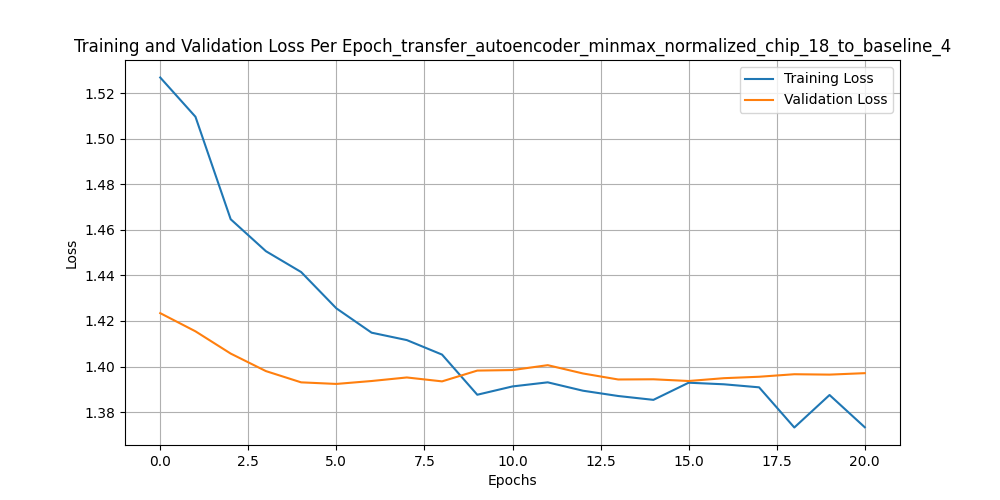 Training and Validation Loss Per Epoch_transfer_autoencoder_minmax_normalized_chip_18_to_baseline_4
Training Loss
Validation Loss
1.52
1.50
1.48
1.46
1.44
1.42
1.40
1.38
Loss
0.0 2.5 5.0 7.5 10.0 12.5 15.0 17.5 20.0
Epochs